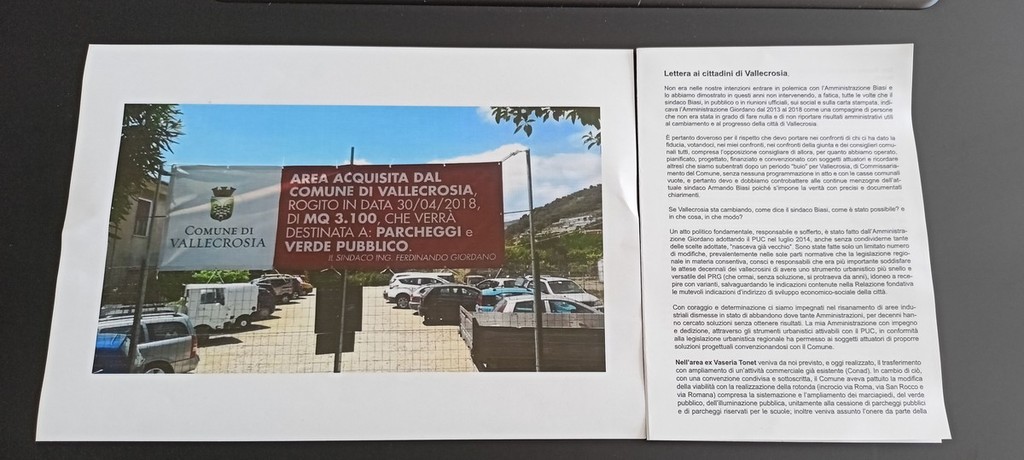 COMUNE DI
VALLECROSIA
AREA ACQUISITA DAL
COMUNE DI VALLECROSIA,
ROGITO IN DATA 30/04/2018,
DI MQ 3.100, CHE VERRÀ
DESTINATA A: PARCHEGGI e
VERDE PUBBLICO.
IL SINDACO ING. FERDINANDO GIORDANO
Lettera ai cittadini di Vallecrosia.
Non era nelle nostre intenzioni entrare in polemica con l'Amministrazione Biasi e
lo abbiamo dimostrato in questi anni non intervenendo, a fatica, tutte le volte che il
sindaco Biasi, in pubblico o in riunioni ufficiali, sui social e sulla carta stampata, indi-
cava l'Amministrazione Giordano dal 2013 al 2018 come una compagine di persone
che non era stata in grado di fare nulla e di non riportare risultati amministrativi utili
al cambiamento e al progresso della città di Vallecrosia.
È pertanto doveroso per il rispetto che devo portare nei confronti di chi ci ha dato la
fiducia, votandoci, nei miei confronti, nei confronti della giunta e dei consiglieri comu-
nali tutti, compresa l'opposizione consigliare di allora, per quanto abbiamo operato,
pianificato, progettato, finanziato e convenzionato con soggetti attuatori e ricordare
altresì che siamo subentrati dopo un periodo "buio" per Vallecrosia, di Commissaria-
mento del Comune, senza nessuna programmazione in atto e con le casse comunali
vuote, e pertanto devo e dobbiamo controbattere alle continue menzogne dell'at-
tuale sindaco Armando Biasi poiché s'impone la verità con precisi e documentati
chiarimenti.
Se Vallecrosia sta cambiando, come dice il sindaco Biasi, come è stato possibile? e
in che cosa, in che modo?
Un atto politico fondamentale, responsabile e sofferto, è stato fatto dall'Amministra-
zione Giordano adottando il PUC nel luglio 2014, anche senza condividerne tante
delle scelte adottate, "nasceva già vecchio". Sono state fatte solo un limitato numero
di modifiche, prevalentemente nelle sole parti normative che la legislazione regiona-
le in materia consentiva, consci e responsabili che era più importante soddisfare
le attese decennali dei vallecrosini di avere uno strumento urbanistico più snello e
versatile del PRG (che ormai, senza soluzione, si protraeva da anni), idoneo a rece-
pire con varianti, salvaguardando le indicazioni contenute nella Relazione fondativa
le mutevoli indicazioni d'indirizzo di sviluppo economico-sociale della città.
Con coraggio e determinazione ci siamo impegnati nel risanamento di aree indu-
striali dismesse in stato di abbandono dove tante Amministrazioni, per decenni han-
no cercato soluzioni senza ottenere risultati. La mia Amministrazione con impegno
e dedizione, attraverso gli strumenti urbanistici attivabili con il PUC, in conformità
alla legislazione urbanistica regionale ha permesso ai soggetti attuatori di proporre
soluzioni progettuali convenzionandosi con il Comune.
Nell'area ex Vaseria Tonet veniva da noi previsto, e oggi realizzato, il trasferimento
con ampliamento di un'attività commerciale già esistente (Conad). In cambio di ciò,
con una convenzione condivisa e sottoscritta, il Comune aveva pattuito la modifica
della viabilità con la realizzazione della rotonda (incrocio via Roma, via San Rocco e
via Romana) compresa la sistemazione e l'ampliamento dei marciapiedi, del verde
pubblico, dell'illuminazione pubblica, unitamente alla cessione di parcheggi pubblici
e di parcheggi riservati per le scuole; inoltre veniva assunto l'onere da parte della